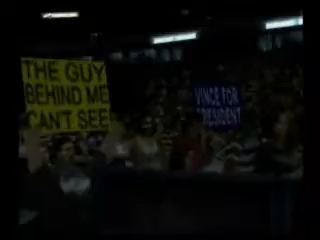 THE GUY
BEHIND ME
CAN'T SEE
VINCE FOR
PRESIDENT